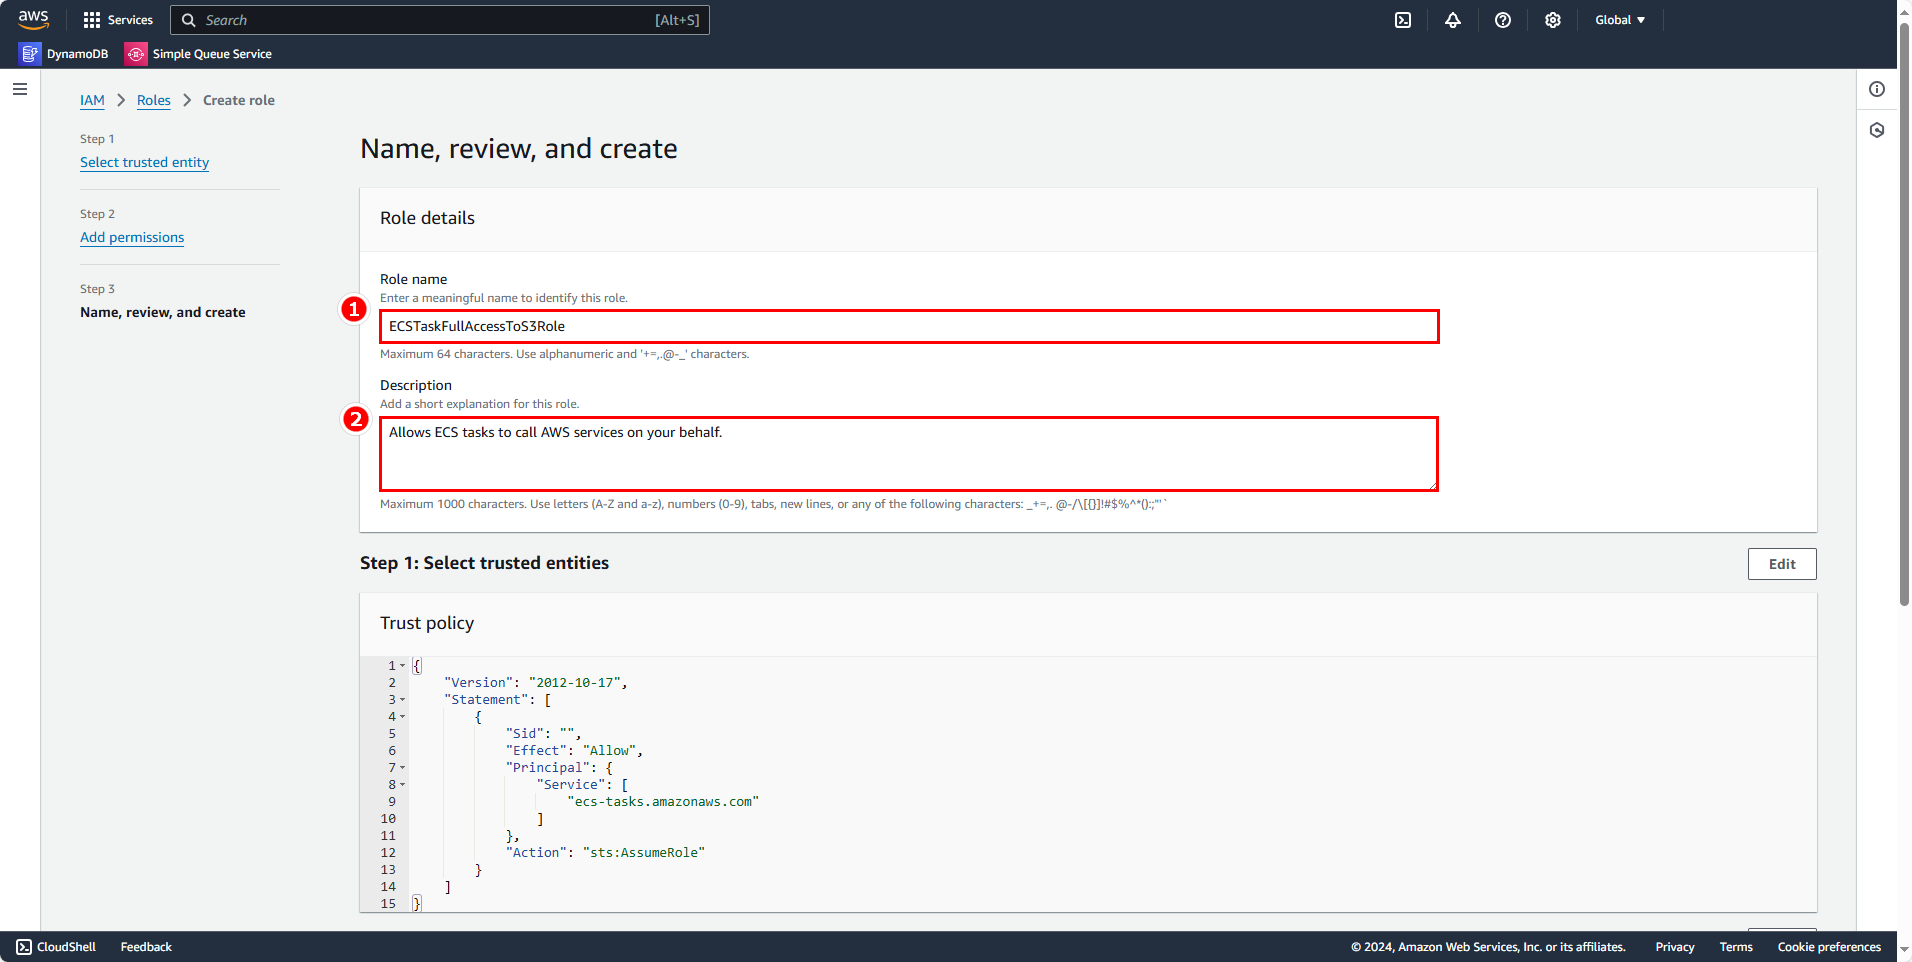 aws
Services
Search
[Alt+S]
Global
DynamoDB
Simple Queue Service
IAM
Roles
Create role
Step 1
Select trusted entity
Step 2
Add permissions
Step 3
Name, review, and create
Name, review, and create
Role details
Role name
Enter a meaningful name to identify this role.
1
ECSTaskFullAccessToS3Role
Maximum 64 characters. Use alphanumeric and '+=,.@-_' characters.
Description
Add a short explanation for this role.
2
Allows ECS tasks to call AWS services on your behalf.
Maximum 1000 characters. Use letters (A-Z and a-z), numbers (0-9), tabs, new lines, or any of the following characters: _+=,. @-/\[{}]!#$%^*();:"'`
Step 1: Select trusted entities
Edit
Trust policy
1 {
2 "Version": "2012-10-17",
3 "Statement": [
4 {
5 "Sid": "",
6 "Effect": "Allow",
7 "Principal": {
8 "Service": [
9 "ecs-tasks.amazonaws.com"
10 ]
11 },
12 "Action": "sts:AssumeRole"
13 }
14 ]
15 }
CloudShell
Feedback
© 2024, Amazon Web Services, Inc. or its affiliates.
Privacy
Terms
Cookie preferences